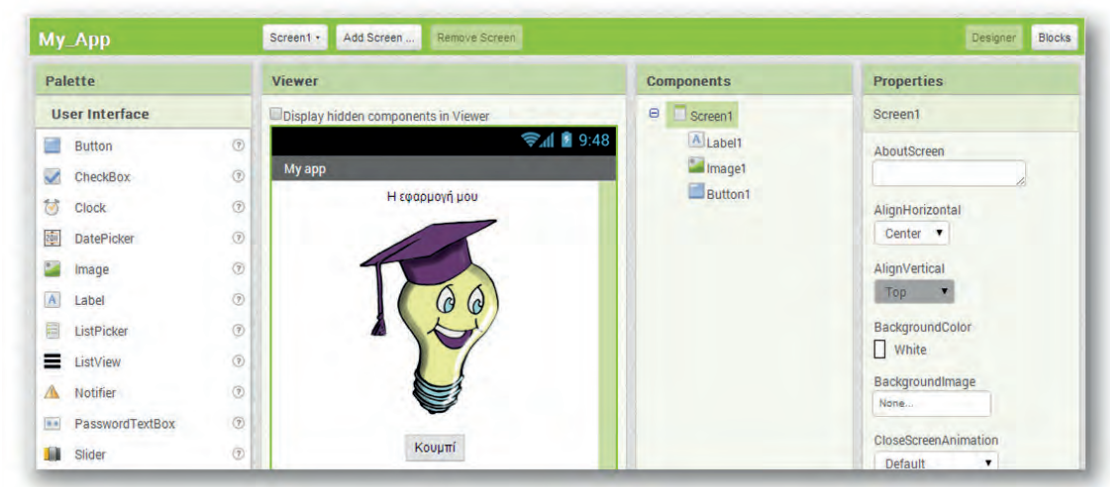 My_App
Screen1
Add Screen ...
Remove Screen
Designer
Blocks
Palette
User Interface
Button
CheckBox
Clock
DatePicker
Image
Label
ListPicker
ListView
Notifier
PasswordTextBox
Slider
Viewer
Display hidden components in Viewer
9:48
My app
Η εφαρμογή μου
Κουμπί
Components
Screen1
Label1
Image1
Button1
Properties
Screen1
AboutScreen
AlignHorizontal
Center
AlignVertical
Top
BackgroundColor
White
BackgroundImage
None...
CloseScreenAnimation
Default